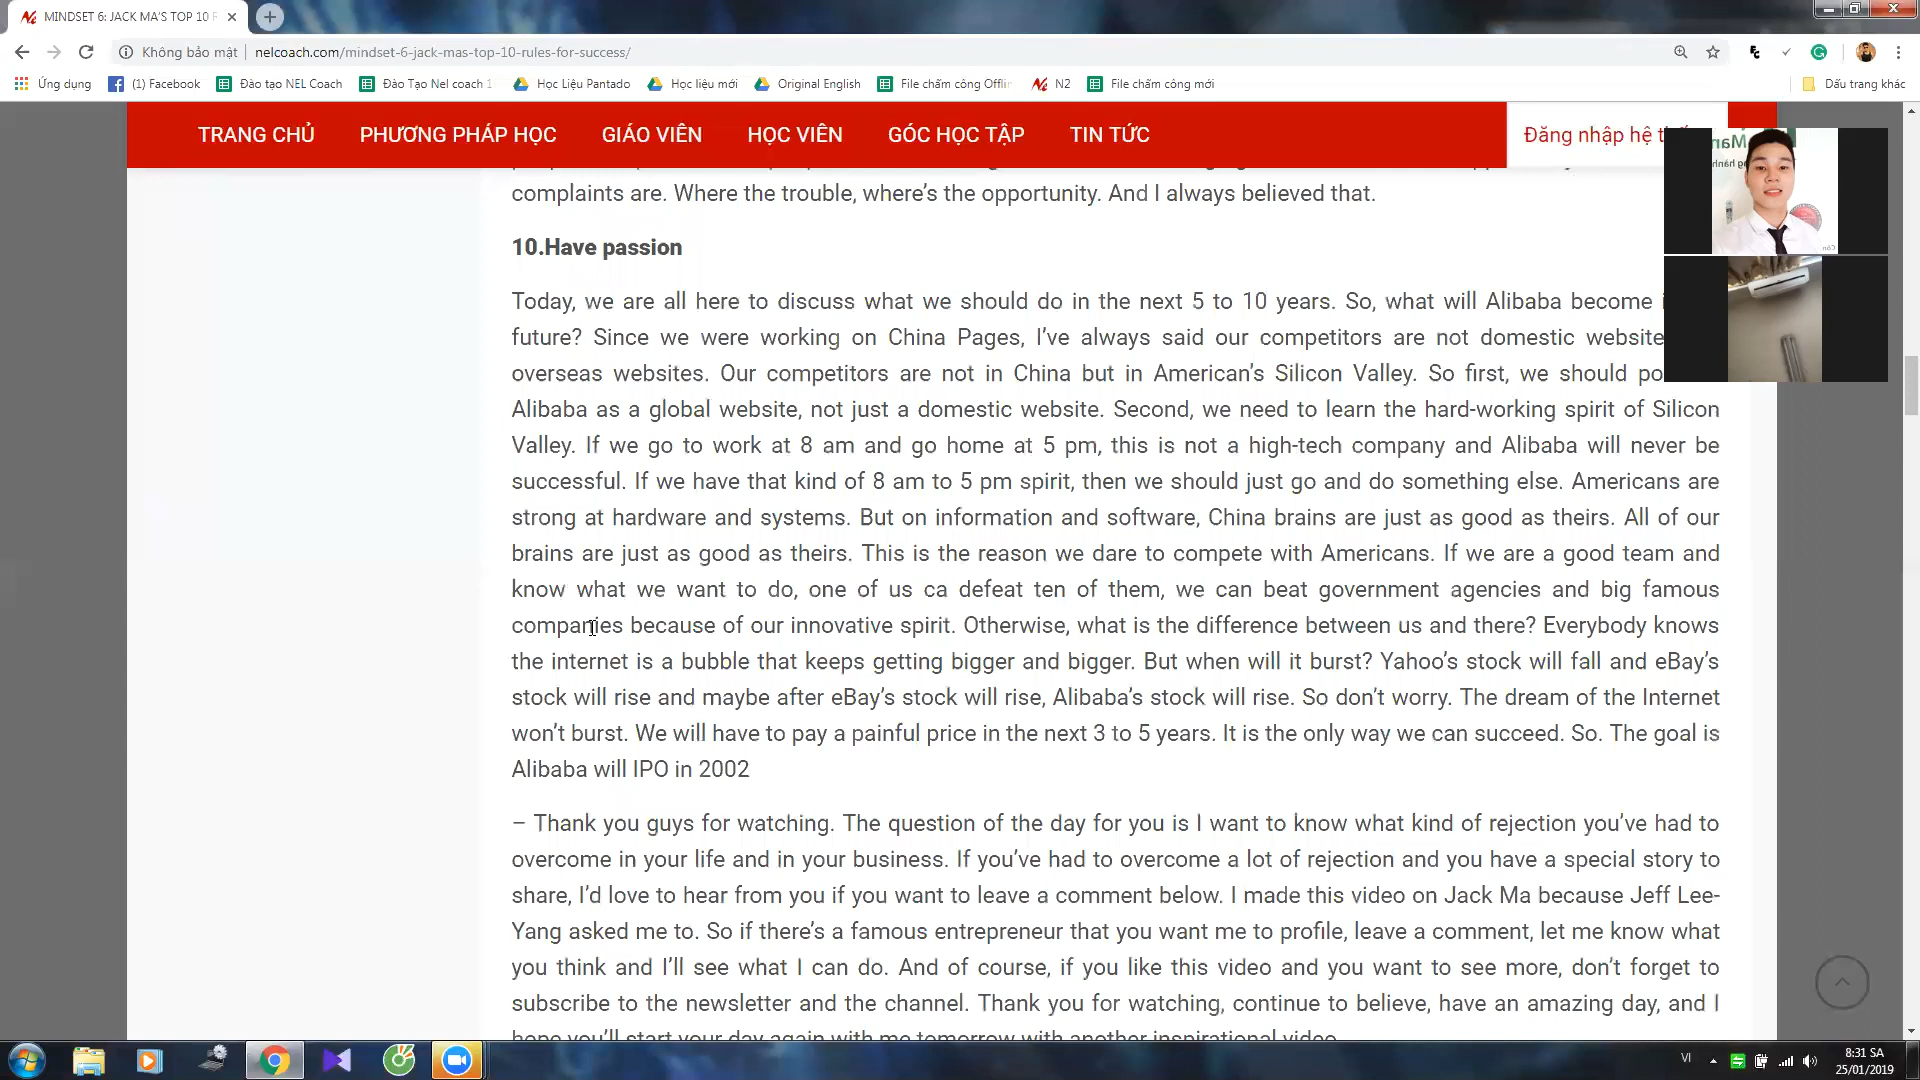 MINDSET 6: JACK MA'S TOP 10 R
Không bảo mật
nelcoach.com/mindset-6-jack-mas-top-10-rules-for-success/
Ứng dụng
(1) Facebook
Đào tạo NEL Coach
Đào Tạo Nel coach 1
Học Liệu Pantado
Học liệu mới
Original English
File chấm công Offlin
N2
File chấm công mới
Dấu trang khác
TRANG CHỦ
PHƯƠNG PHÁP HỌC
GIÁO VIÊN
HỌC VIÊN
GÓC HỌC TẬP
TIN TỨC
Đăng nhập hệ
complaints are. Where the trouble, where's the opportunity. And I always believed that.
10.Have passion
Today, we are all here to discuss what we should do in the next 5 to 10 years. So, what will Alibaba become
future? Since we were working on China Pages, I've always said our competitors are not domestic website
overseas websites. Our competitors are not in China but in American's Silicon Valley. So first, we should po
Alibaba as a global website, not just a domestic website. Second, we need to learn the hard-working spirit of Silicon
Valley. If we go to work at 8 am and go home at 5 pm, this is not a high-tech company and Alibaba will never be
successful. If we have that kind of 8 am to 5 pm spirit, then we should just go and do something else. Americans are
strong at hardware and systems. But on information and software, China brains are just as good as theirs. All of our
brains are just as good as theirs. This is the reason we dare to compete with Americans. If we are a good team and
know what we want to do, one of us ca defeat ten of them, we can beat government agencies and big famous
companies because of our innovative spirit. Otherwise, what is the difference between us and there? Everybody knows
the internet is a bubble that keeps getting bigger and bigger. But when will it burst? Yahoo's stock will fall and eBay's
stock will rise and maybe after eBay's stock will rise, Alibaba's stock will rise. So don't worry. The dream of the Internet
won't burst. We will have to pay a painful price in the next 3 to 5 years. It is the only way we can succeed. So. The goal is
Alibaba will IPO in 2002
– Thank you guys for watching. The question of the day for you is I want to know what kind of rejection you've had to
overcome in your life and in your business. If you've had to overcome a lot of rejection and you have a special story to
share, I'd love to hear from you if you want to leave a comment below. I made this video on Jack Ma because Jeff Lee-
Yang asked me to. So if there's a famous entrepreneur that you want me to profile, leave a comment, let me know what
you think and I'll see what I can do. And of course, if you like this video and you want to see more, don't forget to
subscribe to the newsletter and the channel. Thank you for watching, continue to believe, have an amazing day, and I
hope you'll start your day again with me tomorrow with another inspirational video.
VI
8:31 SA
25/01/2019